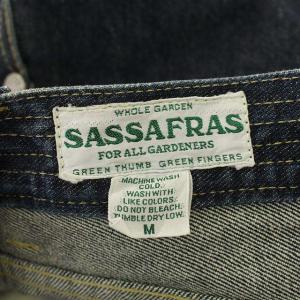 WHOLE GARDEN
SASSAFRAS
FOR ALL GARDENERS
GREEN THUMB GREEN FINGERS
MACHINE WASH
COLD.
WASH WITH
LIKE COLORS.
DO NOT BLEACH.
TUMBLE DRY LOW.
M